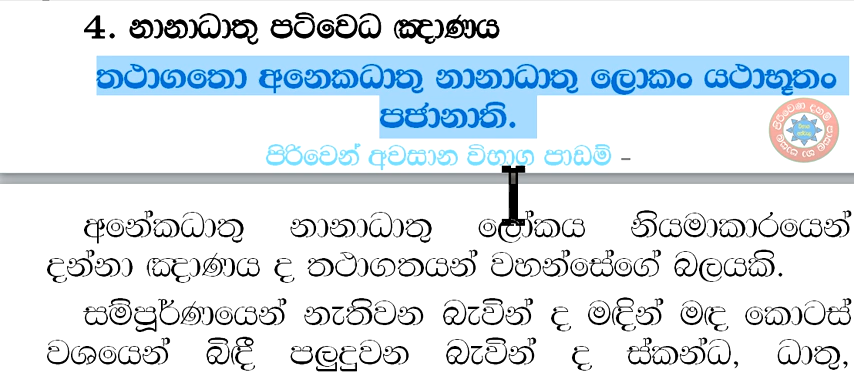 4. නානාධාතු පටිවෙධ ඤාණය
තථාගතො අනෙකධාතු නානාධාතු ලොකං යථාභූතං
පජානාති.
පිරිවෙන් අවසාන විභාග පාඩම් -
අනේකධාතු නානාධාතු ලෝකය නියමාකාරයෙන්
දන්නා ඤාණය ද තථාගතයන් වහන්සේගේ බලයකි.
සම්පූර්ණයෙන් නැතිවන බැවින් ද මඳින් මඳ කොටස්
වශයෙන් බිඳී පලුදුවන බැවින් ද ස්කන්ධ, ධාතු,